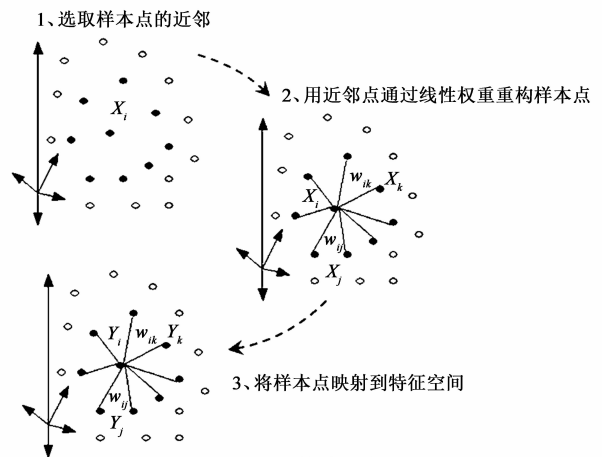 1、选取样本点的近邻
X_i
2、用近邻点通过线性权重重构样本点
w_ik X_k
X_i
w_ij
X_j
Y_i w_ik Y_k
w_ij
Y_j
3、将样本点映射到特征空间